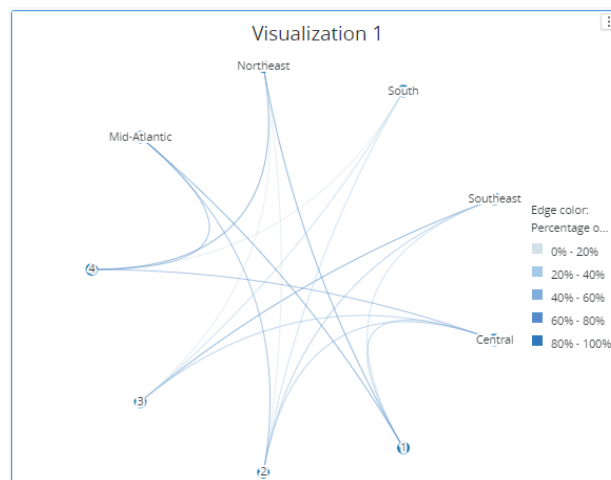 Visualization 1
Northeast
South
Mid-Atlantic
Southeast
Edge color:
Percentage o...
0% - 20%
20% - 40%
40% - 60%
60% - 80%
80% - 100%
4
Central
3
1
2